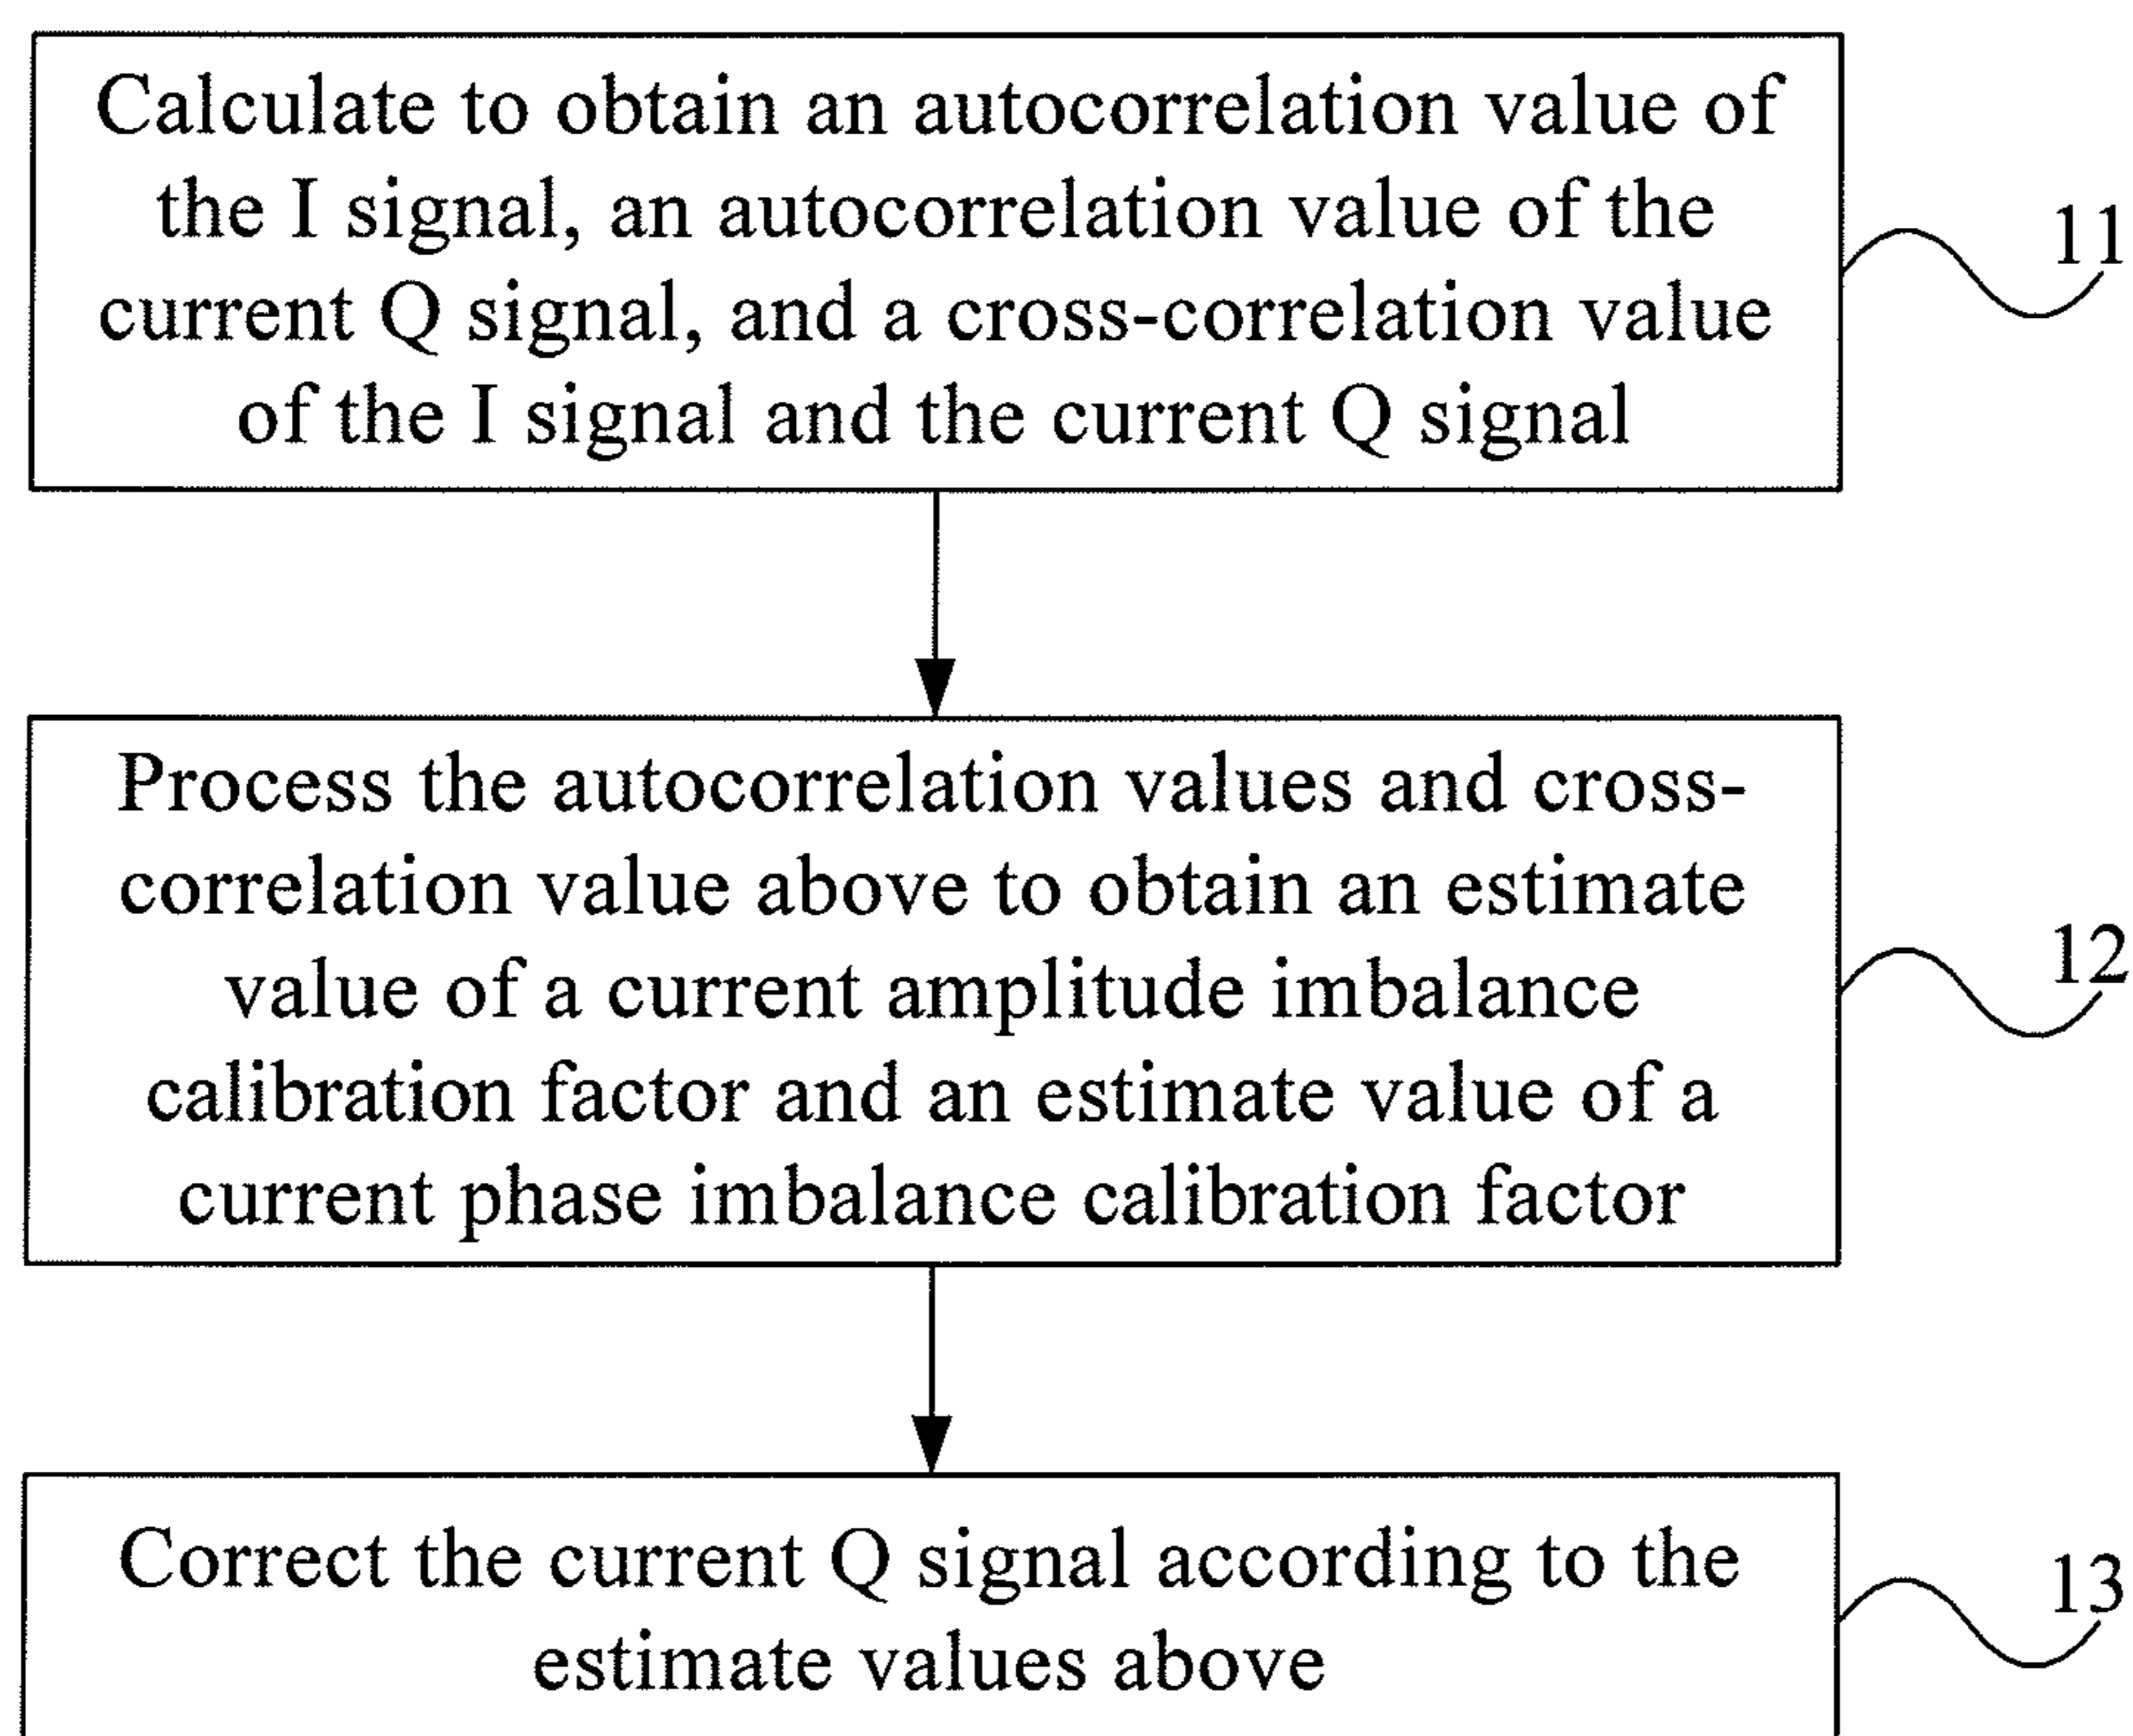 Calculate to obtain an autocorrelation value of
the I signal, an autocorrelation value of the
current Q signal, and a cross-correlation value
of the I signal and the current Q signal
11
Process the autocorrelation values and cross-
correlation value above to obtain an estimate
value of a current amplitude imbalance
calibration factor and an estimate value of a
current phase imbalance calibration factor
12
Correct the current Q signal according to the
estimate values above
13